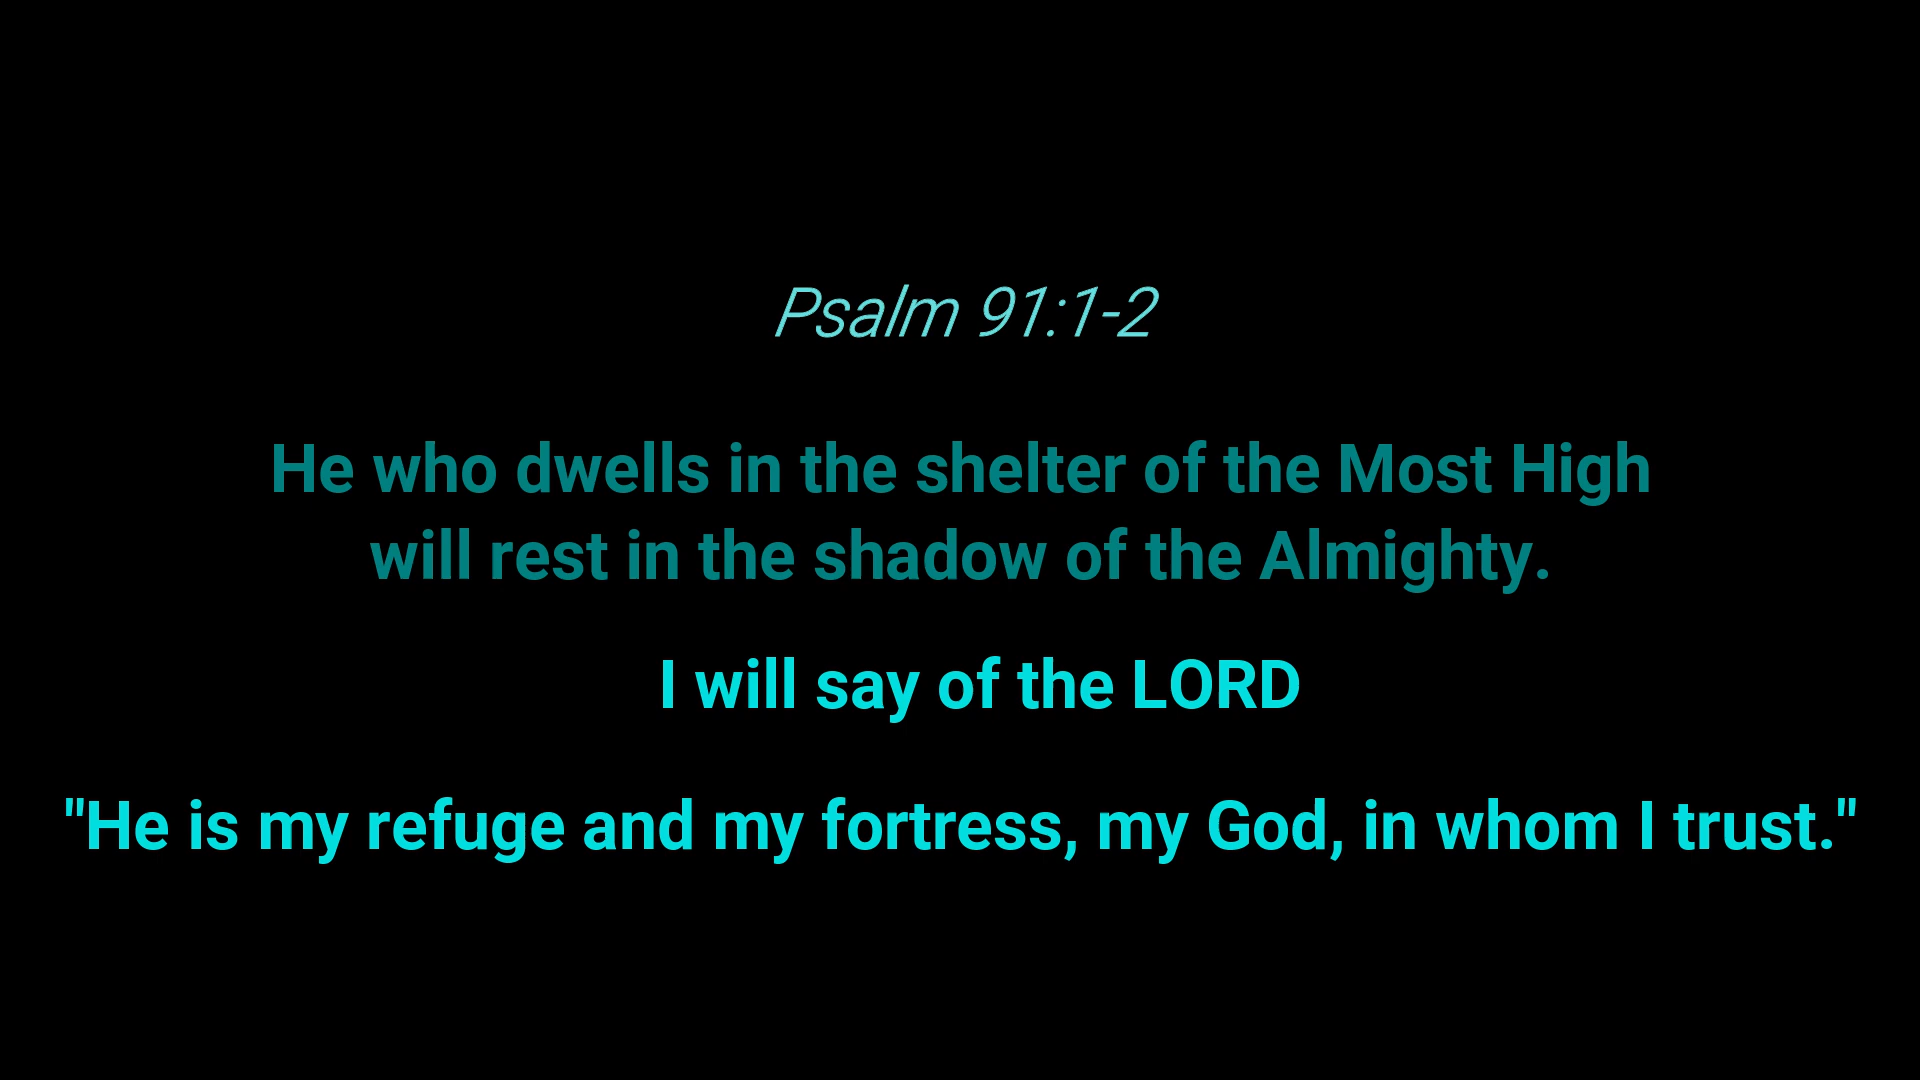 Psalm 91:1-2
He who dwells in the shelter of the Most High
will rest in the shadow of the Almighty.
I will say of the LORD
"He is my refuge and my fortress, my God, in whom I trust."